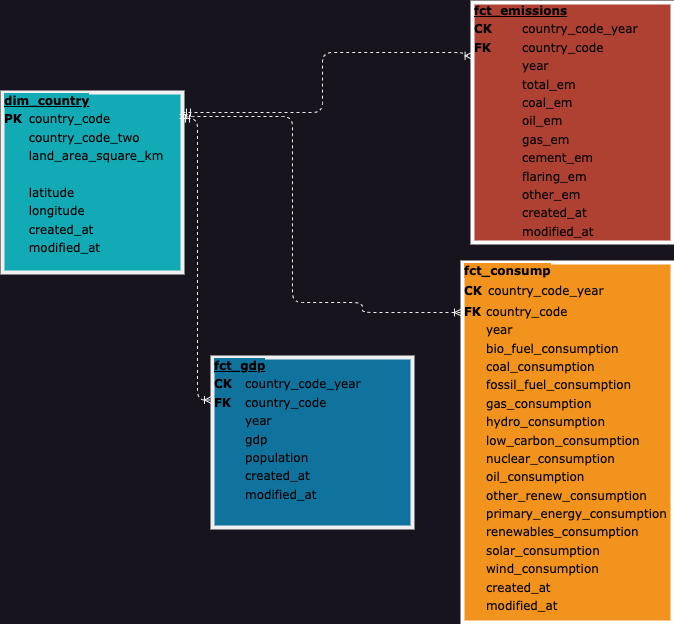 dim_country
PK country_code
country_code_two
land_area_square_km
latitude
longitude
created_at
modified_at
fct_emissions
CK country_code_year
FK country_code
year
total_em
coal_em
oil_em
gas_em
cement_em
flaring_em
other_em
created_at
modified_at
fct_gdp
CK country_code_year
FK country_code
year
gdp
population
created_at
modified_at
fct_consump
CK country_code_year
FK country_code
year
bio_fuel_consumption
coal_consumption
fossil_fuel_consumption
gas_consumption
hydro_consumption
low_carbon_consumption
nuclear_consumption
oil_consumption
other_renew_consumption
primary_energy_consumption
renewables_consumption
solar_consumption
wind_consumption
created_at
modified_at